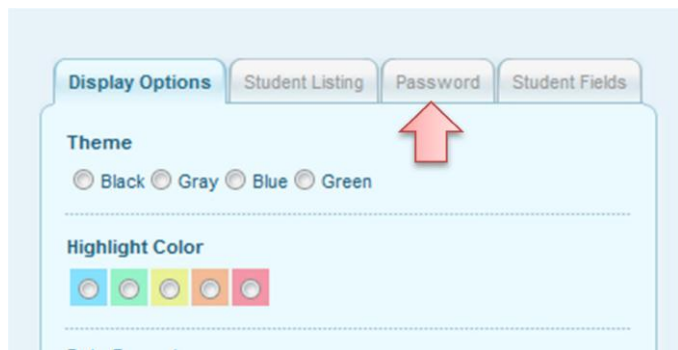 Display Options Student Listing Password Student Fields
Theme
Black Gray Blue Green
Highlight Color